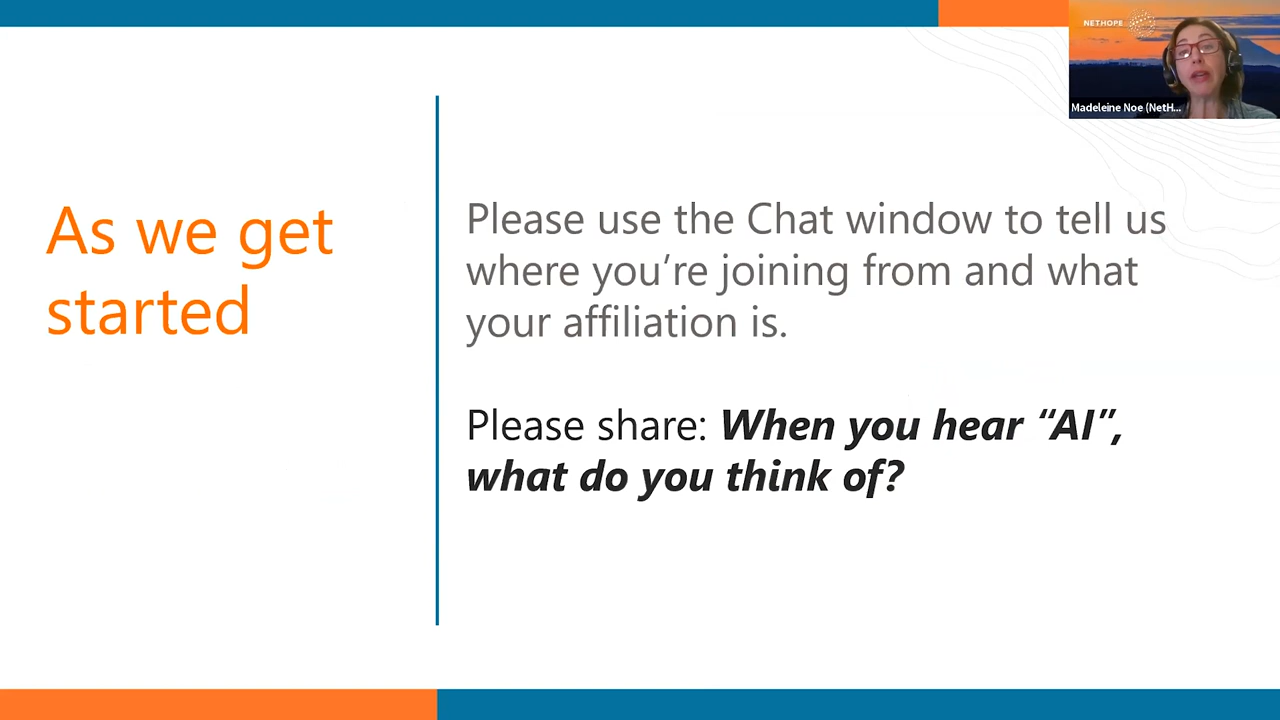 NETHOPE
Madeleine Noe (NetH...
As we get
started
Please use the Chat window to tell us
where you’re joining from and what
your affiliation is.
Please share: When you hear “AI”,
what do you think of?